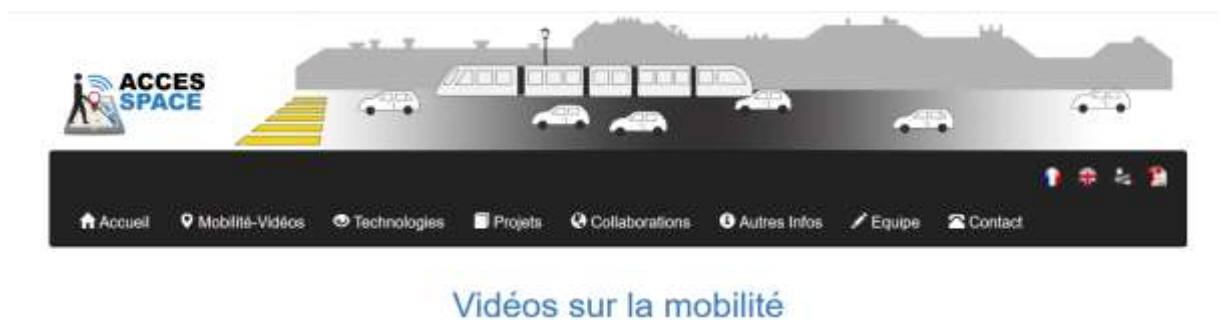 ACCES
SPACE
Accueil Mobilité-Vidéos Technologies Projets Collaborations Autres Infos Equipe Contact
Vidéos sur la mobilité